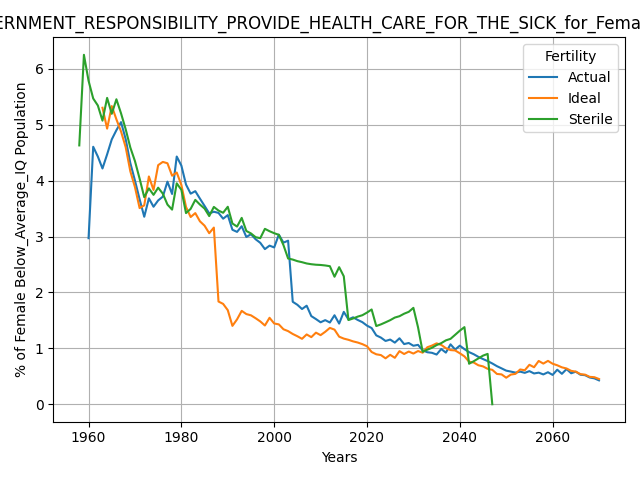 ERNMENT_RESPONSIBILITY_PROVIDE_HEALTH_CARE_FOR_THE_SICK_for_Fema
% of Female Below_Average_IQ Population
6
5
4
3
2
1
0
Fertility
Actual
Ideal
Sterile
1960
1980
2000
2020
2040
2060
Years